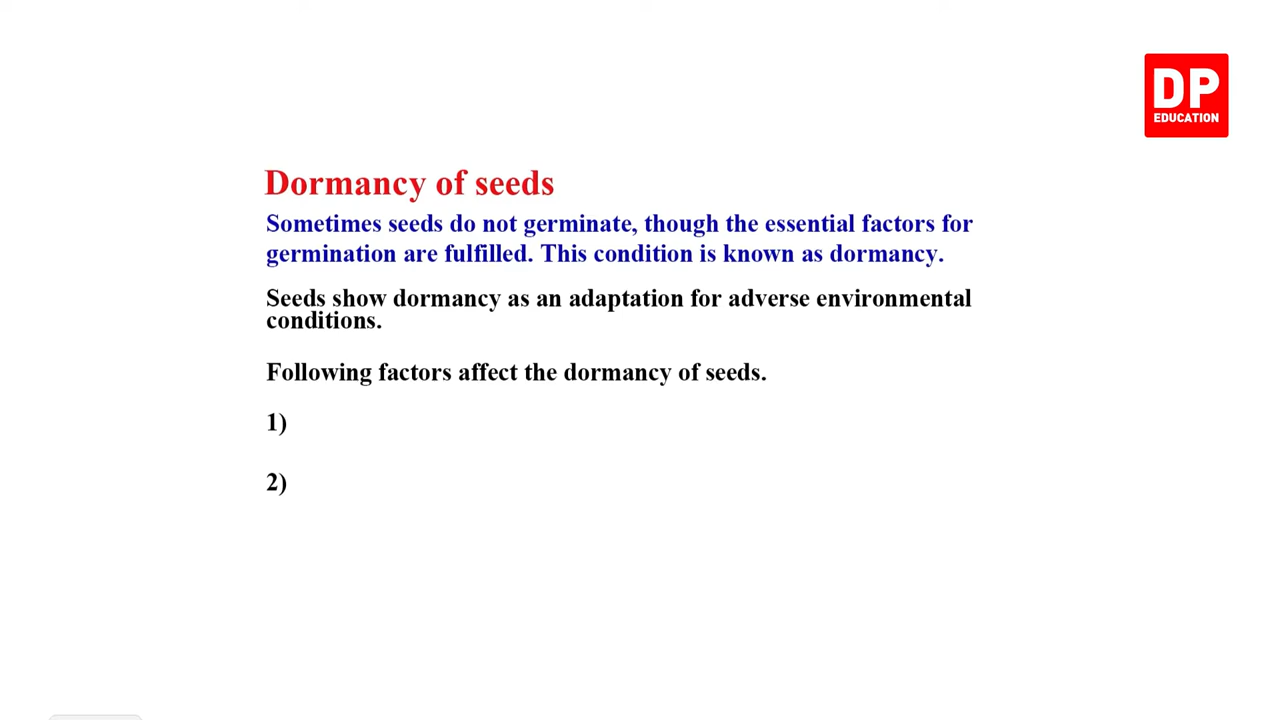 DP
EDUCATION
Dormancy of seeds
Sometimes seeds do not germinate, though the essential factors for
germination are fulfilled. This condition is known as dormancy.
Seeds show dormancy as an adaptation for adverse environmental
conditions.
Following factors affect the dormancy of seeds.
1)
2)